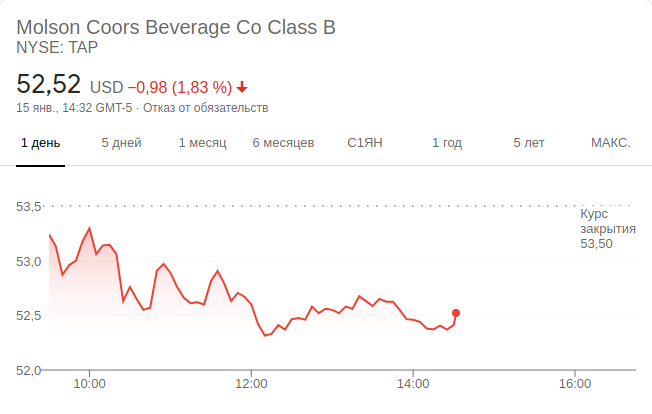 Molson Coors Beverage Co Class B
NYSE: TAP
52,52 USD −0,98 (1,83 %)
15 янв., 14:32 GMT-5 · Отказ от обязательств
1 день 5 дней 1 месяц 6 месяцев С1ЯН 1 год 5 лет МАКС.
53,5
Курс
закрытия
53,50
53,0
52,5
52,0
10:00 12:00 14:00 16:00